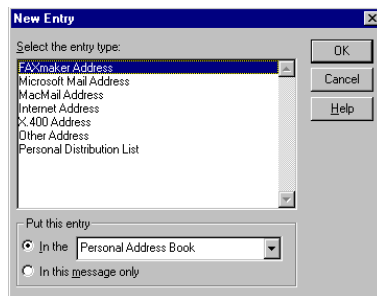 New Entry
Select the entry type:
FAXmaker Address
Microsoft Mail Address
MacMail Address
Internet Address
X.400 Address
Other Address
Personal Distribution List
OK
Cancel
Help
Put this entry
In the Personal Address Book
In this message only